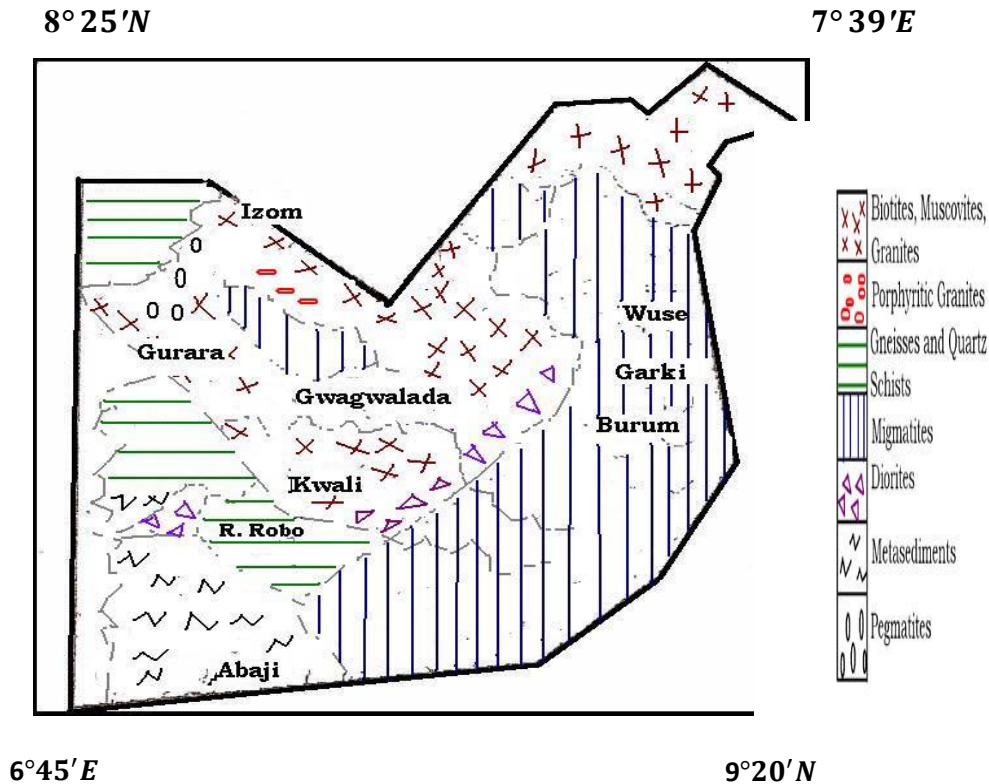 8° 25′N
7° 39′E
Izom
Gurara
Gwagwalada
Kwali
R. Robo
Abaji
Wuse
Garki
Burum
Biotites, Muscovites,
Granites
Porphyritic Granites
Gneisses and Quartz
Schists
Migmatites
Diorites
Metasediments
Pegmatites
6°45′E
9°20′N